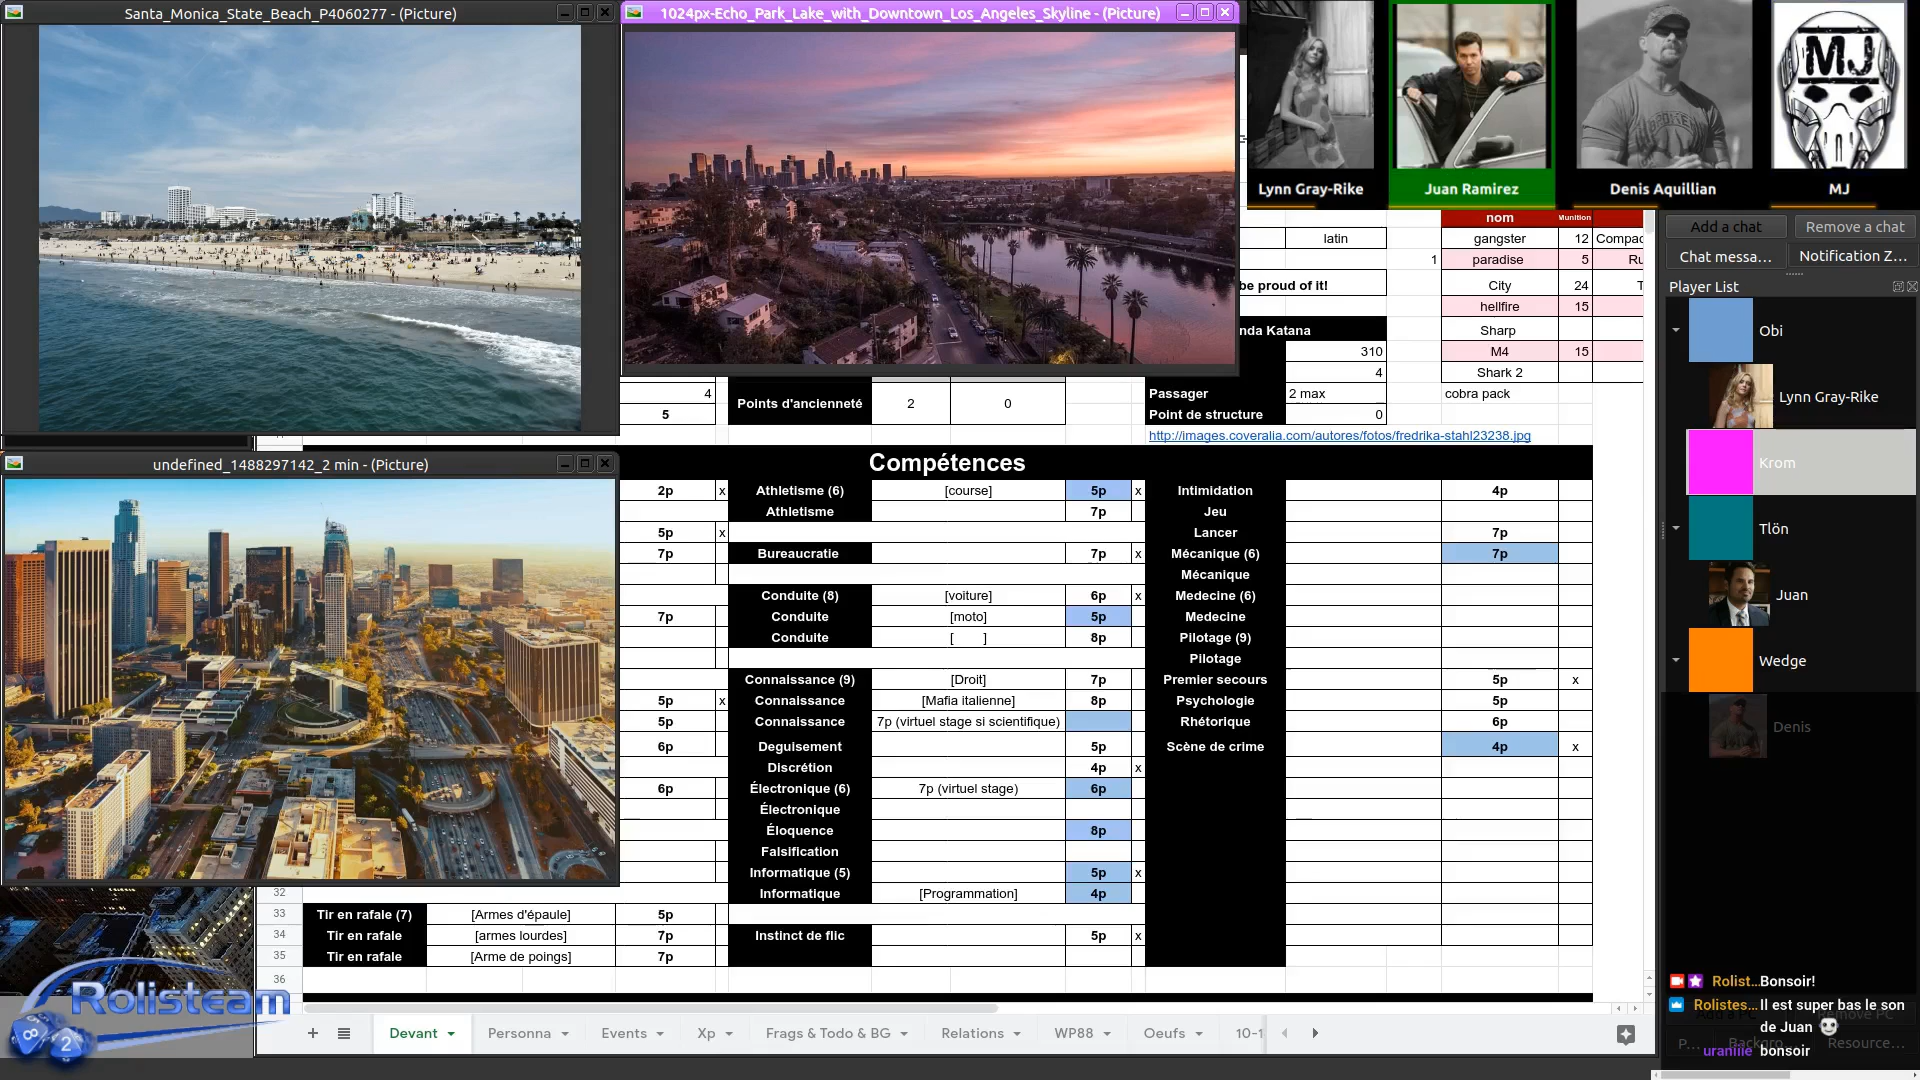 Santa_Monica_State_Beach_P4060277 - (Picture)
1024px-Echo_Park_Lake_with_Downtown_Los_Angeles_Skyline - (Picture)
MJ
Lynn Gray-Rike
Juan Ramirez
Denis Aquillian
MJ
nom
Munition
latin
gangster 12 Compac
1 paradise 5 Ru
be proud of it! City 24 T
hellfire 15
nda Katana Sharp
310 M4 15
4 Shark 2
4 Passager 2 max cobra pack
5 Points d'ancienneté 2 0 Point de structure 0
http://images.coveralia.com/autores/fotos/fredrika-stahl23238.jpg
undefined_1488297142_2 min - (Picture)
Compétences
2p x Athletisme (6) [course] 5p x Intimidation 4p
Athletisme 7p Jeu
5p x Lancer 7p
7p Bureaucratie 7p x Mécanique (6) 7p
Mécanique
Conduite (8) [voiture] 6p x Medecine (6)
7p Conduite [moto] 5p Medecine
Conduite [ ] 8p Pilotage (9)
Pilotage
Connaissance (9) [Droit] 7p Premier secours 5p x
5p x Connaissance [Mafia italienne] 8p Psychologie 5p
5p Connaissance 7p (virtuel stage si scientifique) Rhétorique 6p
6p Deguisement 5p Scène de crime 4p x
Discrétion 4p x
6p Électronique (6) 7p (virtuel stage) 6p
Électronique
Éloquence 8p
Falsification
Informatique (5) 5p x
32 Informatique [Programmation] 4p
33 Tir en rafale (7) [Armes d'épaule] 5p
34 Tir en rafale [armes lourdes] 7p Instinct de flic 5p x
35 Tir en rafale [Arme de poings] 7p
36
Rolisteam
8 2
+ Devant Personna Events Xp Frags & Todo & BG Relations WP88 Oeufs 10-1
Add a chat Remove a chat
Chat messa... Notification Z...
Player List
Obi
Lynn Gray-Rike
Krom
Tlön
Juan
Wedge
Denis
Rolist... Bonsoir!
Rolistes... Il est super bas le son
de Juan
uraniiie bonsoir
P... Backgro... Resource...